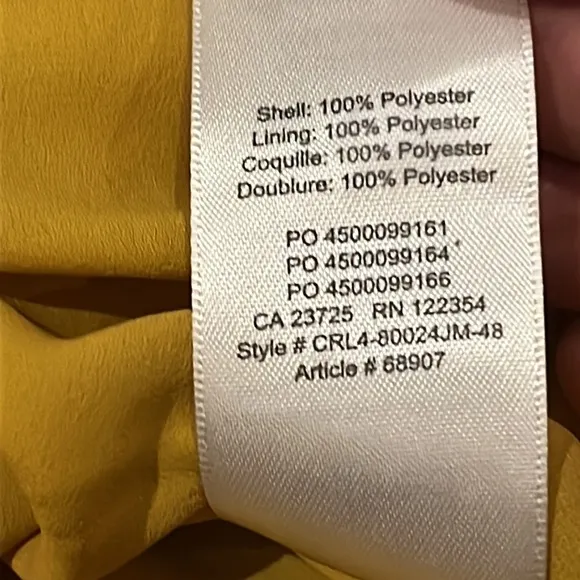 Shell: 100% Polyester
Lining: 100% Polyester
Coquille: 100% Polyester
Doublure: 100% Polyester
PO 4500099161
PO 4500099164
PO 4500099166
CA 23725 RN 122354
Style # CRL4-80024JM-48
Article # 68907